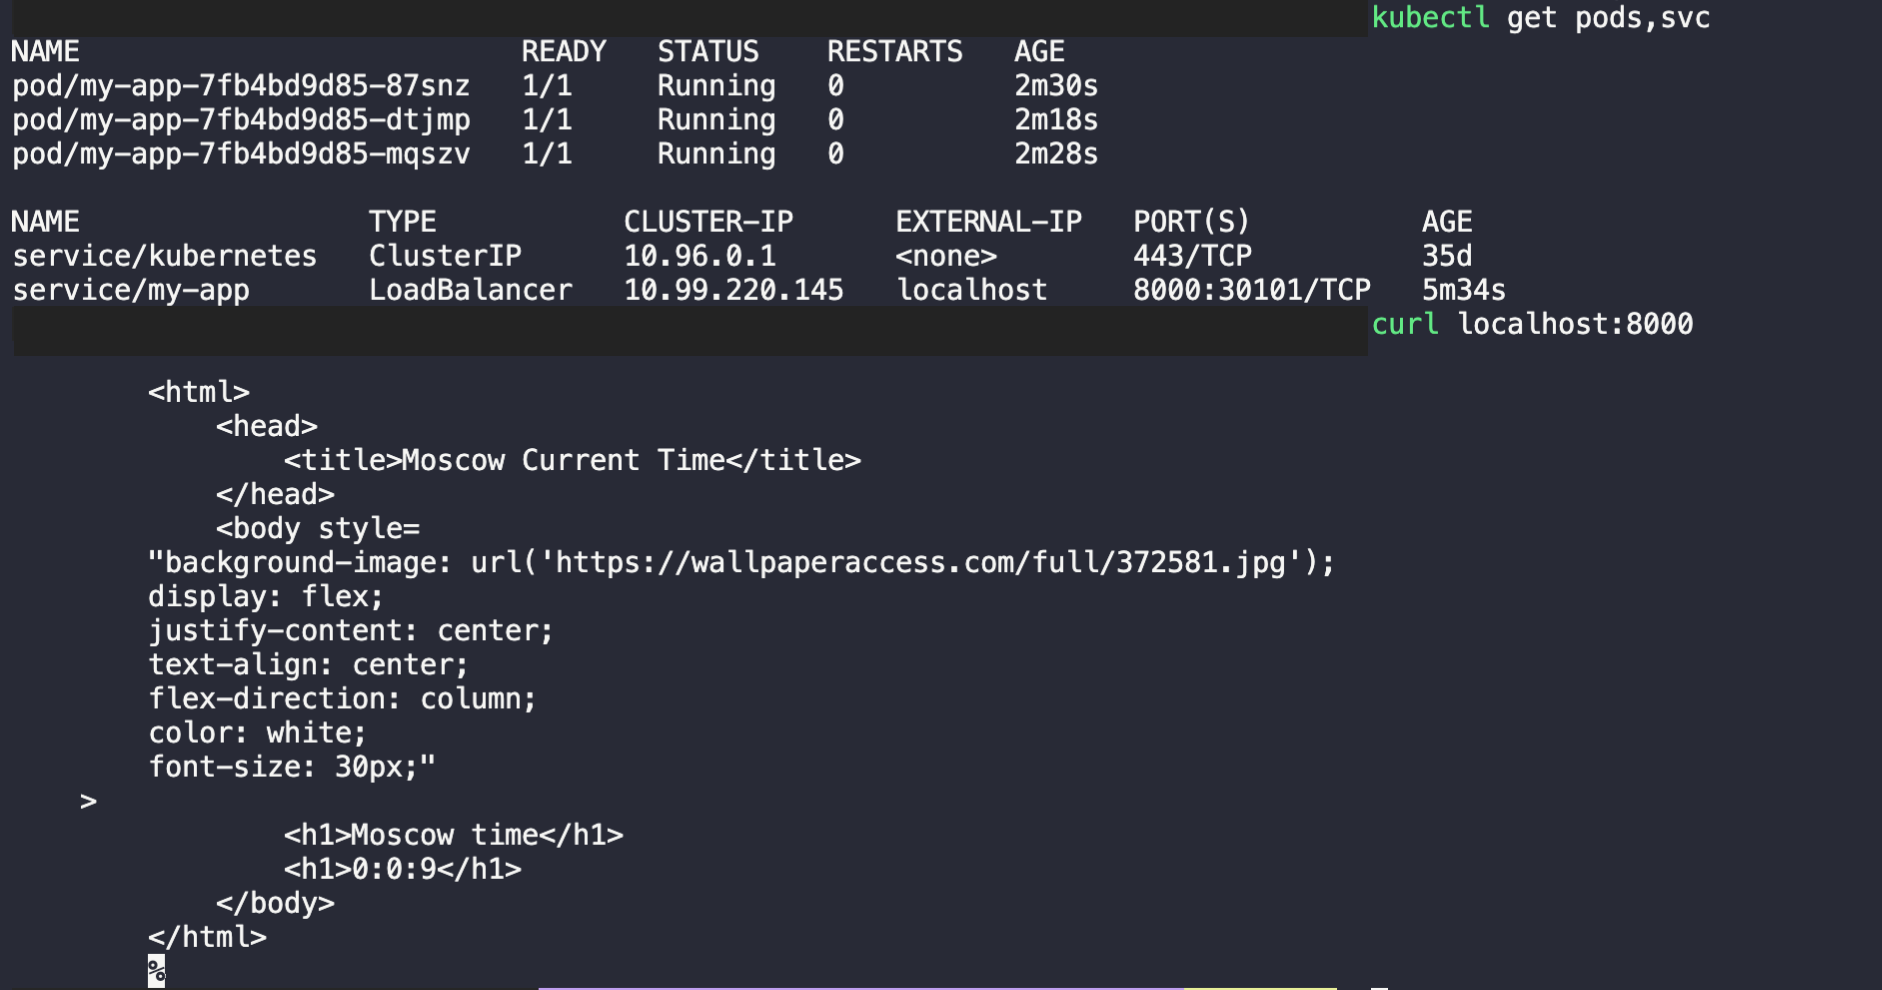 kubectl get pods,svc
NAME READY STATUS RESTARTS AGE
pod/my-app-7fb4bd9d85-87snz 1/1 Running 0 2m30s
pod/my-app-7fb4bd9d85-dtjmp 1/1 Running 0 2m18s
pod/my-app-7fb4bd9d85-mqszv 1/1 Running 0 2m28s
NAME TYPE CLUSTER-IP EXTERNAL-IP PORT(S) AGE
service/kubernetes ClusterIP 10.96.0.1 <none> 443/TCP 35d
service/my-app LoadBalancer 10.99.220.145 localhost 8000:30101/TCP 5m34s
curl localhost:8000
<html>
<head>
<title>Moscow Current Time</title>
</head>
<body style=
"background-image: url('https://wallpaperaccess.com/full/372581.jpg');
display: flex;
justify-content: center;
text-align: center;
flex-direction: column;
color: white;
font-size: 30px;"
>
<h1>Moscow time</h1>
<h1>0:0:9</h1>
</body>
</html>
%